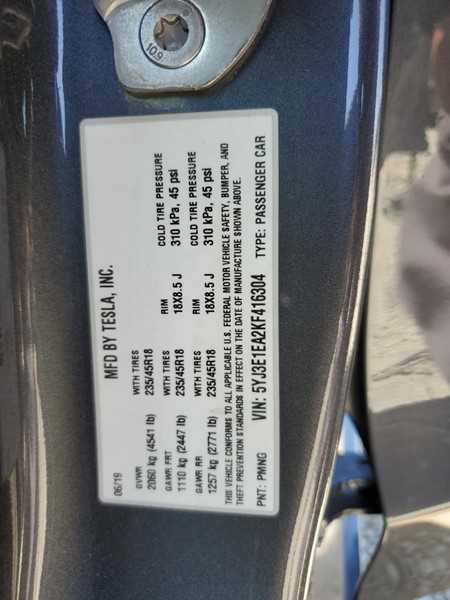 10.9
MFD BY TESLA, INC.
06/19
GVWR WITH TIRES RIM COLD TIRE PRESSURE
2060 kg (4541 lb) 235/45R18 18X8.5 J 310 kPa, 45 psi
GAWR FRT WITH TIRES RIM COLD TIRE PRESSURE
1110 kg (2447 lb) 235/45R18 18X8.5 J 310 kPa, 45 psi
GAWR RR WITH TIRES
1257 kg (2771 lb) 235/45R18
THIS VEHICLE CONFORMS TO ALL APPLICABLE U.S. FEDERAL MOTOR VEHICLE SAFETY, BUMPER, AND
THEFT PREVENTION STANDARDS IN EFFECT ON THE DATE OF MANUFACTURE SHOWN ABOVE.
VIN: 5YJ3E1EA2KF416304
PNT: PMNG TYPE: PASSENGER CAR